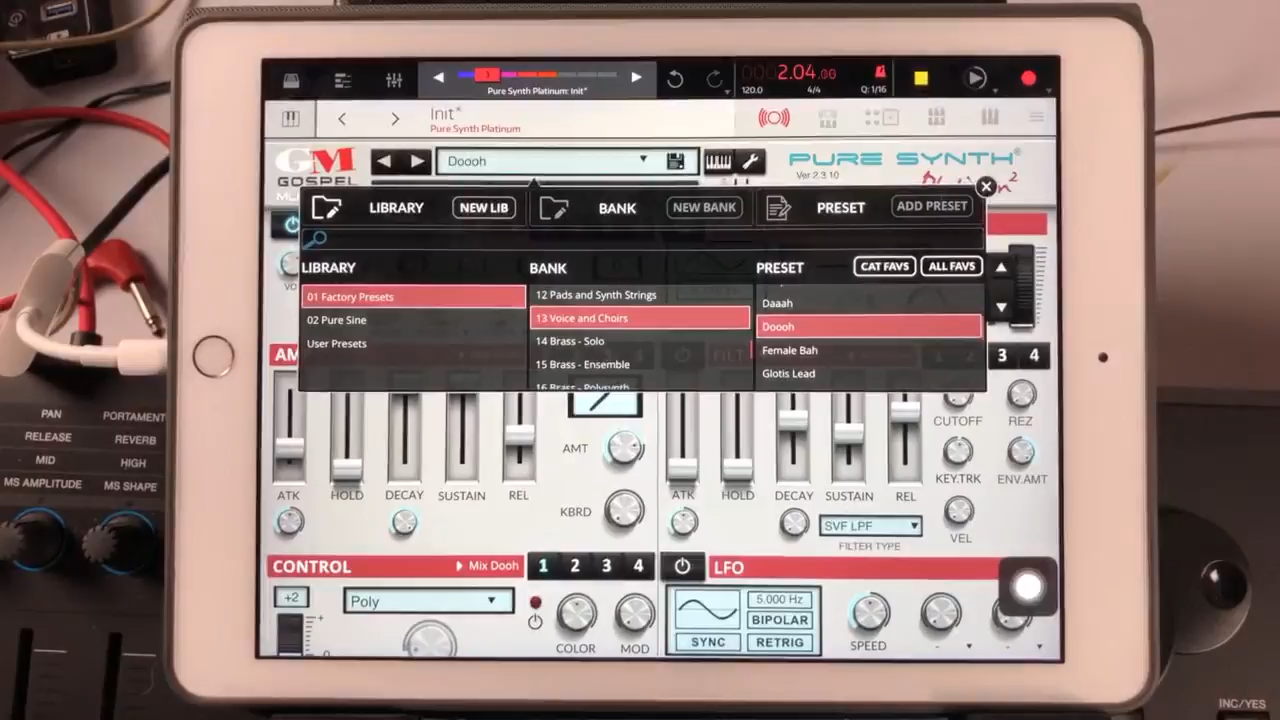 0002.04.00
120.0 4/4 Q: 1/16
Pure Synth Platinum: Init*
Init*
Pure Synth Platinum
GM
GOSPEL
Doooh
PURE SYNTH®
Ver 2.3.10
LIBRARY NEW LIB BANK NEW BANK PRESET ADD PRESET
LIBRARY BANK PRESET CAT FAVS ALL FAVS
01 Factory Presets
02 Pure Sine
User Presets
12 Pads and Synth Strings
13 Voice and Choirs
14 Brass - Solo
15 Brass - Ensemble
16 Brass - Polysynth
Daaah
Doooh
Female Bah
Glotis Lead
3 4
CUTOFF REZ
AMT
KEY.TRK ENV.AMT
ATK HOLD DECAY SUSTAIN REL
ATK HOLD DECAY SUSTAIN REL
KBRD
SVF LPF
FILTER TYPE
VEL
CONTROL Mix Dooh 1 2 3 4
LFO
+2
Poly
COLOR MOD
5.000 Hz
BIPOLAR
SYNC RETRIG
SPEED
PAN PORTAMENT
RELEASE REVERB
MID HIGH
MS AMPLITUDE MS SHAPE
INC/YES